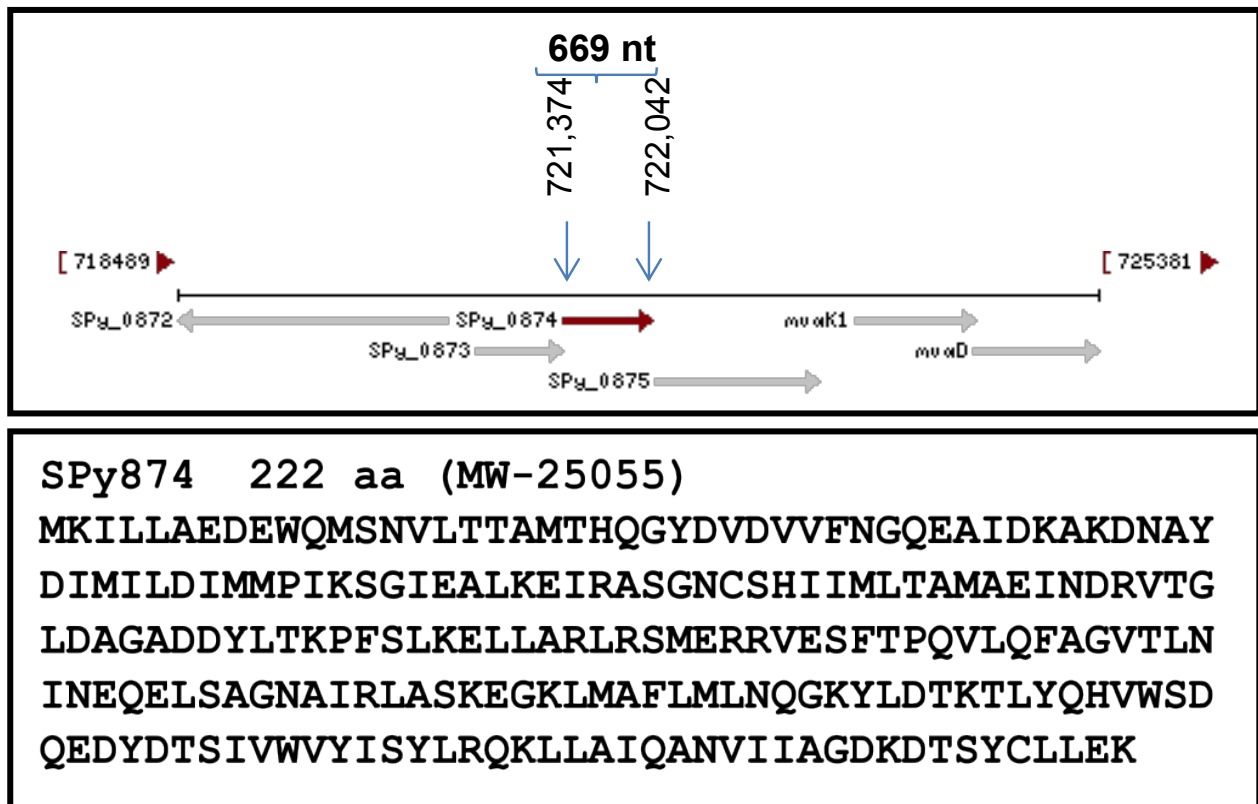 669 nt
721,374
722,042
[ 718489
[ 725381
SPy_0872
SPy_0874
mvaK1
SPy_0873
mvaD
SPy_0875
SPy874 222 aa (MW-25055)
MKILLAEDEWQMSNVLTTAMTHQGYDVDVVFNGQEAIDKAKDNAY
DIMILDIMMPIKSGIEALKEIRASGNCSHIIMLTAMAEINDRVTG
LDAGADDYLTKPFSLKELLARLRSMERRVESFTPQVLQFAGVTLN
INEQELSAGNAIRLASKEGKLMAFLMLNQGKYLDTKTLYQHVWSD
QEDYDTSIVWVYISYLRQKLLAIQANVIIAGDKDTSYCLLEK